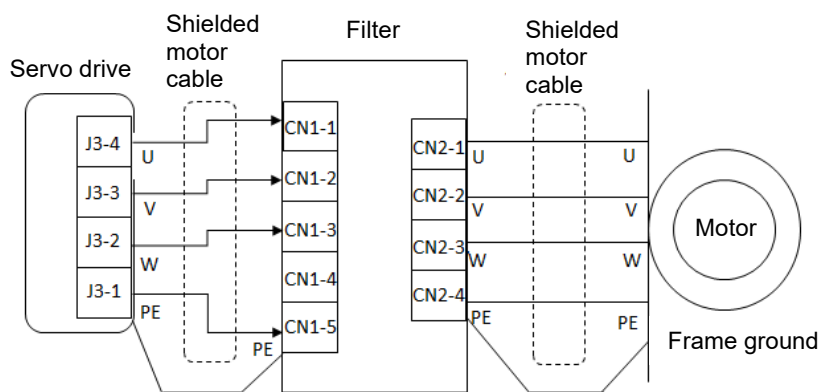 Servo drive
Shielded
motor
cable
Filter
Shielded
motor
cable
J3-4
J3-3
J3-2
J3-1
U
V
W
PE
PE
CN1-1
CN1-2
CN1-3
CN1-4
CN1-5
CN2-1
CN2-2
CN2-3
CN2-4
U
V
W
PE
U
V
W
PE
Motor
Frame ground